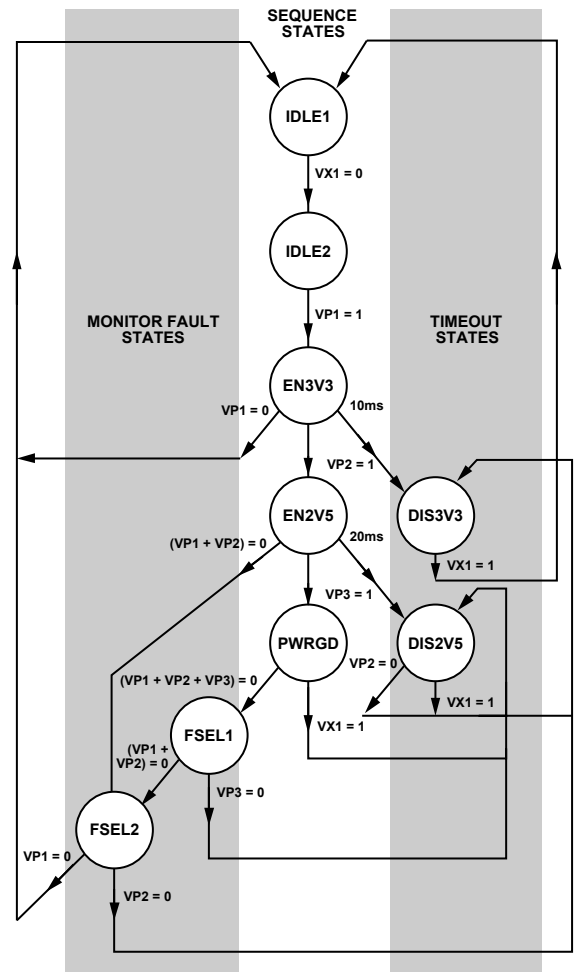 SEQUENCE
STATES
IDLE1
VX1 = 0
IDLE2
MONITOR FAULT
STATES
VP1 = 1
TIMEOUT
STATES
EN3V3
VP1 = 0
10ms
VP2 = 1
EN2V5
DIS3V3
(VP1 + VP2) = 0
20ms
VX1 = 1
VP3 = 1
PWRGD
DIS2V5
VP2 = 0
(VP1 + VP2 + VP3) = 0
VX1 = 1
FSEL1
VX1 = 1
(VP1 +
VP2) = 0
VP3 = 0
FSEL2
VP1 = 0
VP2 = 0